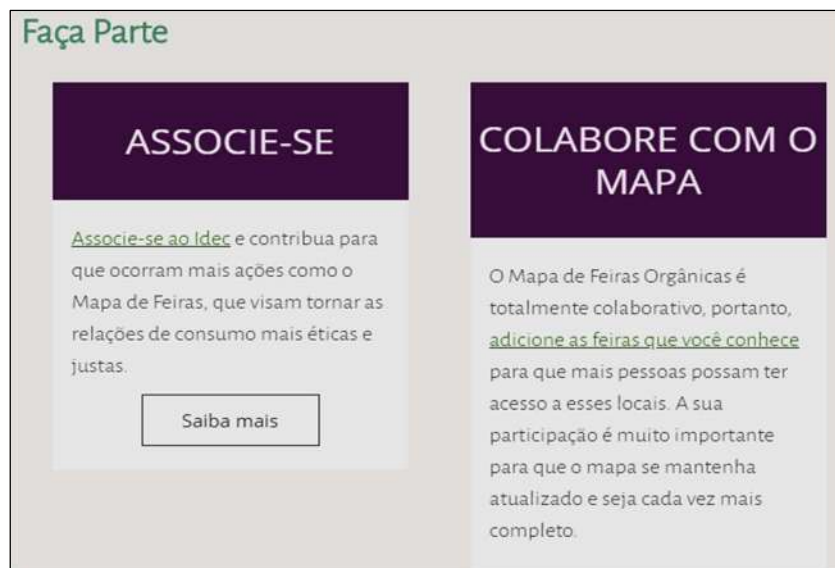 Faça Parte
ASSOCIE-SE
Associe-se ao Idec e contribua para
que ocorram mais ações como o
Mapa de Feiras, que visam tornar as
relações de consumo mais éticas e
justas.
Saiba mais
COLABORE COM O
MAPA
O Mapa de Feiras Orgânicas é
totalmente colaborativo, portanto,
adicione as feiras que você conhece
para que mais pessoas possam ter
acesso a esses locais. A sua
participação é muito importante
para que o mapa se mantenha
atualizado e seja cada vez mais
completo.